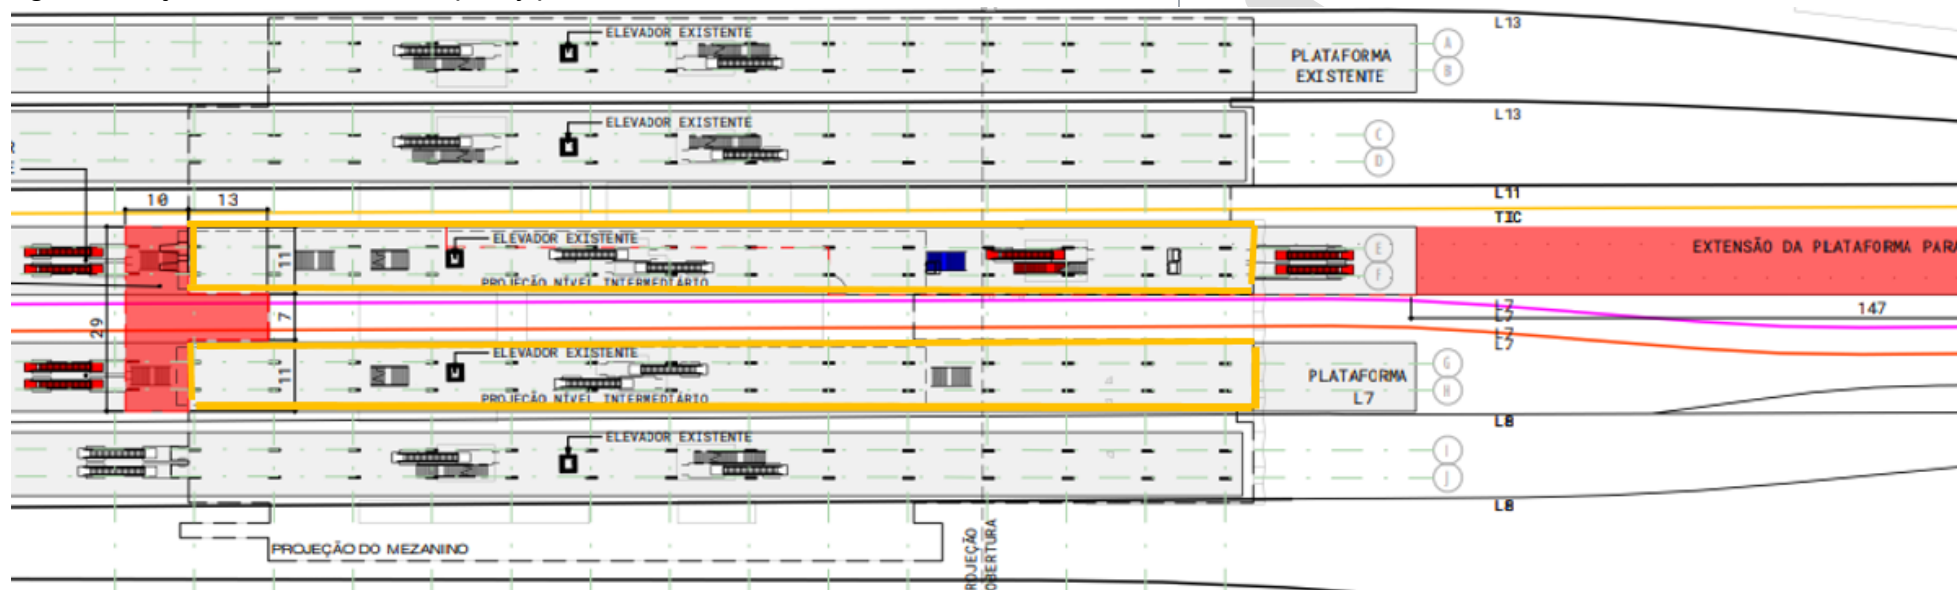 L13
ELEVADOR EXISTENTE
A
PLATAFORMA
EXISTENTE
B
L13
ELEVADOR EXISTENTE
C
D
L11
10
13
TIC
ELEVADOR EXISTENTE
E
EXTENSÃO DA PLATAFORMA PARA
11
F
PROJEÇÃO NÍVEL INTERMEDIÁRIO
L7
L7
147
29
7
L7
L7
ELEVADOR EXISTENTE
G
PLATAFORMA
11
H
L7
PROJEÇÃO NÍVEL INTERMEDIÁRIO
L8
ELEVADOR EXISTENTE
I
J
L8
PROJEÇÃO DO MEZANINO
ROJEÇÃO
OBERTURA